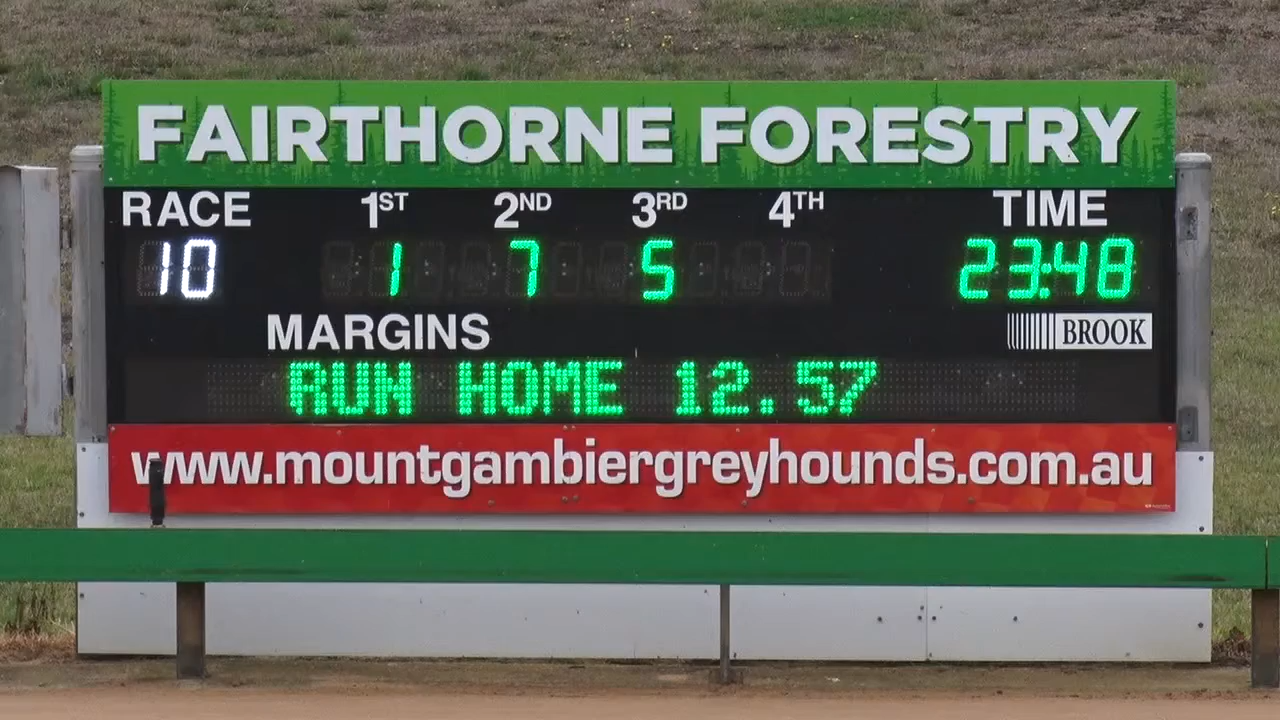 FAIRTHORNE FORESTRY
RACE 1ST 2ND 3RD 4TH TIME
10 1 7 5 23:48
MARGINS
BROOK
RUN HOME 12.57
www.mountgambiergreyhounds.com.au